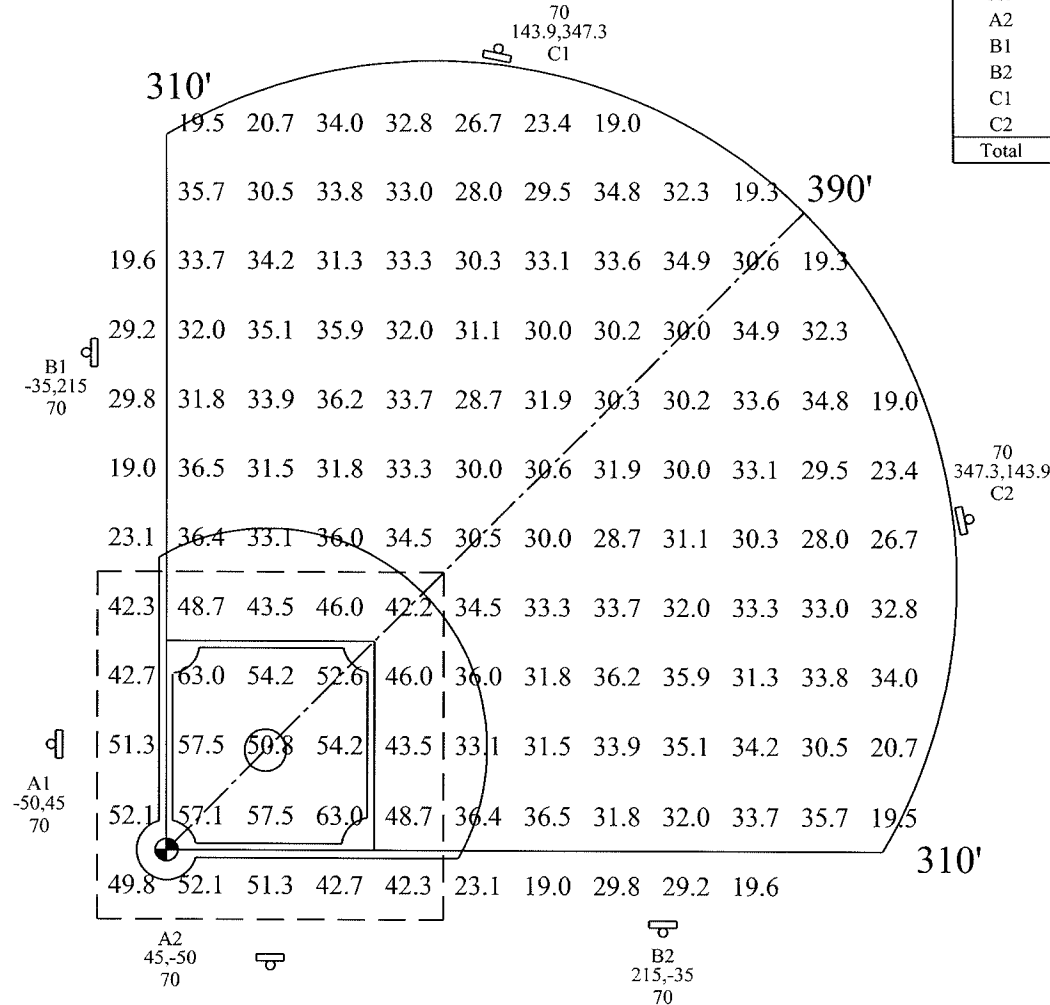 A2
B1
B2
C1
C2
Total
70
143.9,347.3
C1
310'
19.5 20.7 34.0 32.8 26.7 23.4 19.0
35.7 30.5 33.8 33.0 28.0 29.5 34.8 32.3 19.3
390'
19.6 33.7 34.2 31.3 33.3 30.3 33.1 33.6 34.9 30.6 19.3
29.2 32.0 35.1 35.9 32.0 31.1 30.0 30.2 30.0 34.9 32.3
B1
-35,215
70
29.8 31.8 33.9 36.2 33.7 28.7 31.9 30.3 30.2 33.6 34.8 19.0
19.0 36.5 31.5 31.8 33.3 30.0 30.6 31.9 30.0 33.1 29.5 23.4
70
347.3,143.9
C2
23.1 36.4 33.1 36.0 34.5 30.5 30.0 28.7 31.1 30.3 28.0 26.7
42.3 48.7 43.5 46.0 42.2 34.5 33.3 33.7 32.0 33.3 33.0 32.8
42.7 63.0 54.2 52.6 46.0 36.0 31.8 36.2 35.9 31.3 33.8 34.0
51.3 57.5 50.8 54.2 43.5 33.1 31.5 33.9 35.1 34.2 30.5 20.7
A1
-50,45
70
52.1 57.1 57.5 63.0 48.7 36.4 36.5 31.8 32.0 33.7 35.7 19.5
310'
49.8 52.1 51.3 42.7 42.3 23.1 19.0 29.8 29.2 19.6
A2
45,-50
70
B2
215,-35
70